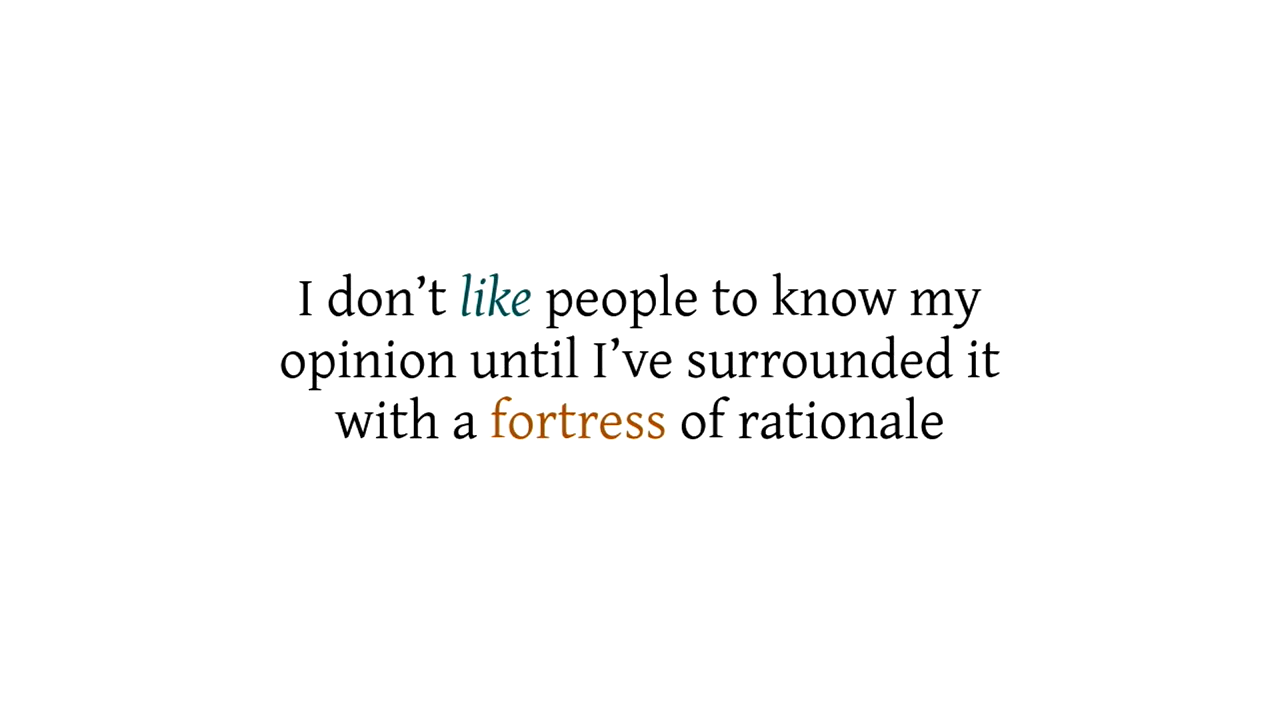 I don’t like people to know my
opinion until I’ve surrounded it
with a fortress of rationale